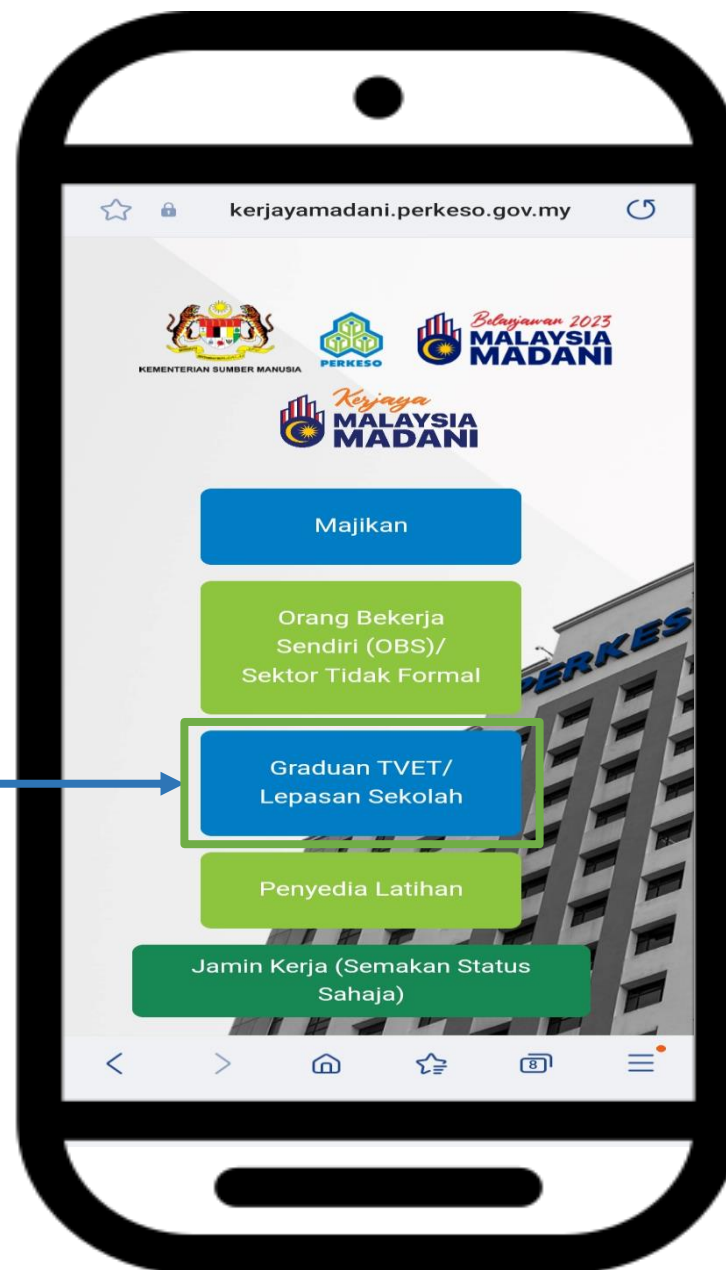 kerjayamadani.perkeso.gov.my
KEMENTERIAN SUMBER MANUSIA
PERKESO
Belanjawan 2023
MALAYSIA
MADANI
Kerjaya
MALAYSIA
MADANI
Majikan
Orang Bekerja
Sendiri (OBS)/
Sektor Tidak Formal
PERKES
Graduan TVET/
Lepasan Sekolah
Penyedia Latihan
Jamin Kerja (Semakan Status
Sahaja)
8